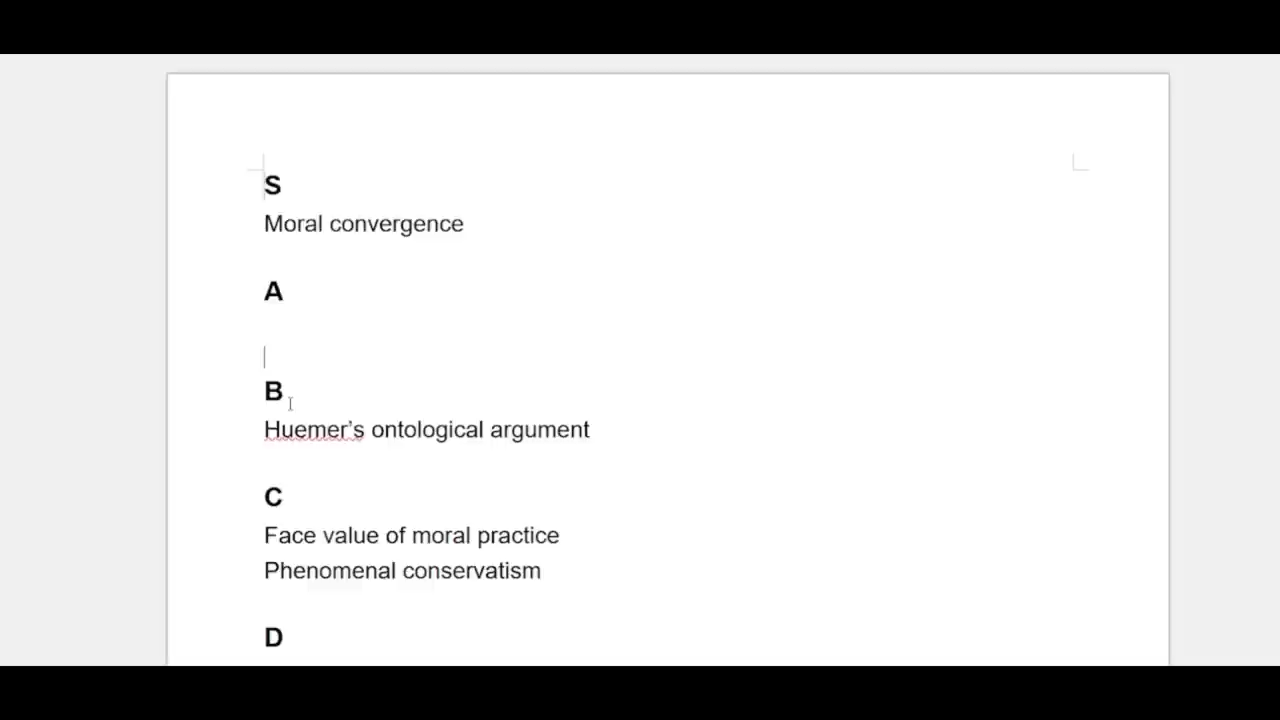 S
Moral convergence
A
B
Huemer’s ontological argument
C
Face value of moral practice
Phenomenal conservatism
D